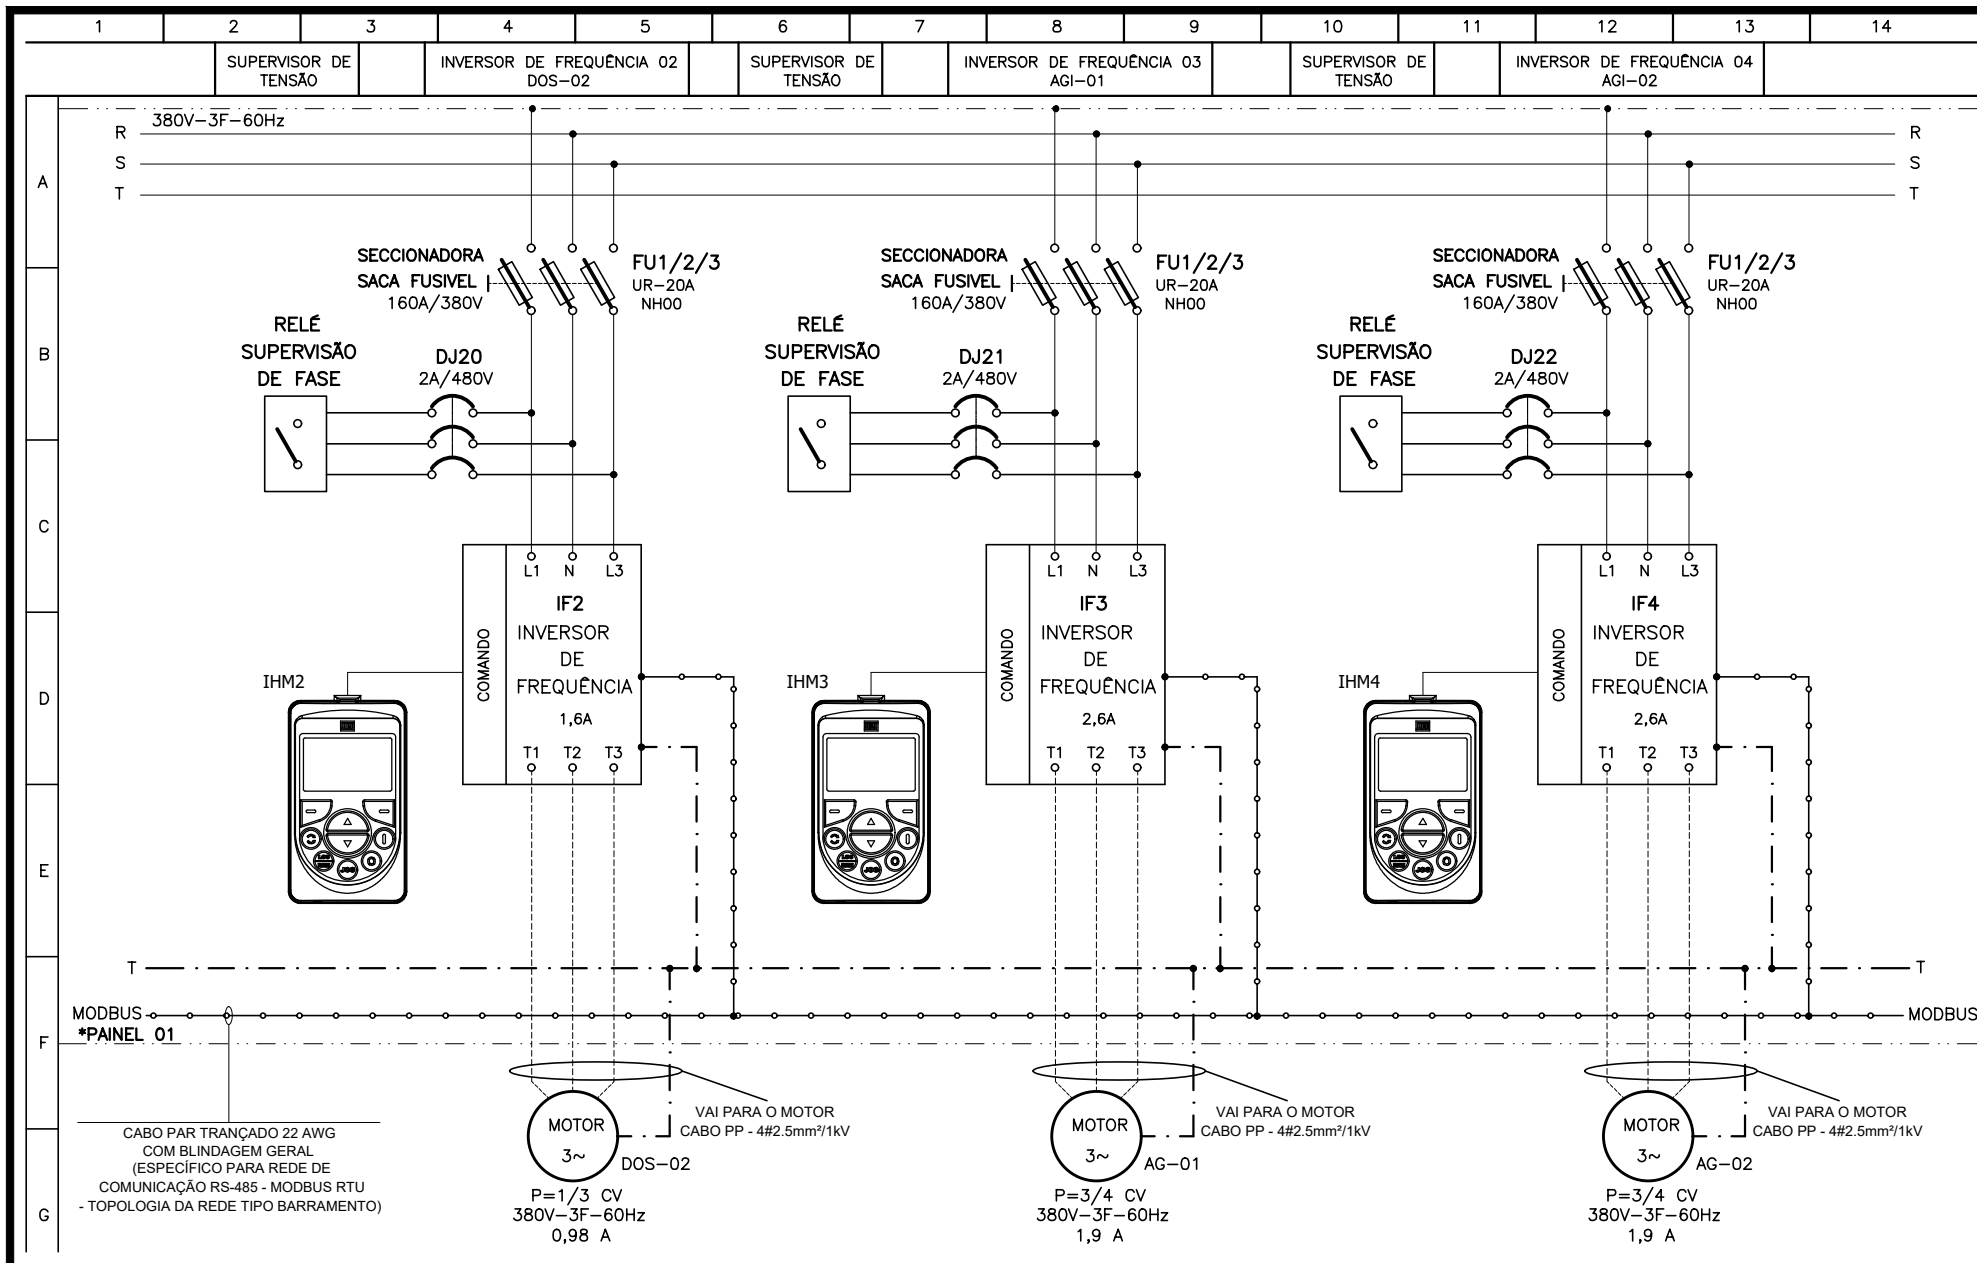 1 2 3 4 5 6 7 8 9 10 11 12 13 14
SUPERVISOR DE
TENSÃO
INVERSOR DE FREQUÊNCIA 02
DOS-02
SUPERVISOR DE
TENSÃO
INVERSOR DE FREQUÊNCIA 03
AGI-01
SUPERVISOR DE
TENSÃO
INVERSOR DE FREQUÊNCIA 04
AGI-02
380V-3F-60Hz
R R
S S
T T
A
B
C
D
E
F
G
SECCIONADORA
SACA FUSIVEL
160A/380V
FU1/2/3
UR-20A
NH00
RELÉ
SUPERVISÃO
DE FASE
DJ20
2A/480V
SECCIONADORA
SACA FUSIVEL
160A/380V
FU1/2/3
UR-20A
NH00
RELÉ
SUPERVISÃO
DE FASE
DJ21
2A/480V
SECCIONADORA
SACA FUSIVEL
160A/380V
FU1/2/3
UR-20A
NH00
RELÉ
SUPERVISÃO
DE FASE
DJ22
2A/480V
L1 N L3
IF2
INVERSOR
DE
FREQUÊNCIA
1,6A
T1 T2 T3
COMANDO
IHM2
JOG
L1 N L3
IF3
INVERSOR
DE
FREQUÊNCIA
2,6A
T1 T2 T3
COMANDO
IHM3
JOG
L1 N L3
IF4
INVERSOR
DE
FREQUÊNCIA
2,6A
T1 T2 T3
COMANDO
IHM4
JOG
T T
MODBUS MODBUS
*PAINEL 01
CABO PAR TRANÇADO 22 AWG
COM BLINDAGEM GERAL
(ESPECÍFICO PARA REDE DE
COMUNICAÇÃO RS-485 - MODBUS RTU
- TOPOLOGIA DA REDE TIPO BARRAMENTO)
MOTOR
3~
DOS-02
P=1/3 CV
380V-3F-60Hz
0,98 A
VAI PARA O MOTOR
CABO PP - 4#2.5mm²/1kV
MOTOR
3~
AG-01
P=3/4 CV
380V-3F-60Hz
1,9 A
VAI PARA O MOTOR
CABO PP - 4#2.5mm²/1kV
MOTOR
3~
AG-02
P=3/4 CV
380V-3F-60Hz
1,9 A
VAI PARA O MOTOR
CABO PP - 4#2.5mm²/1kV